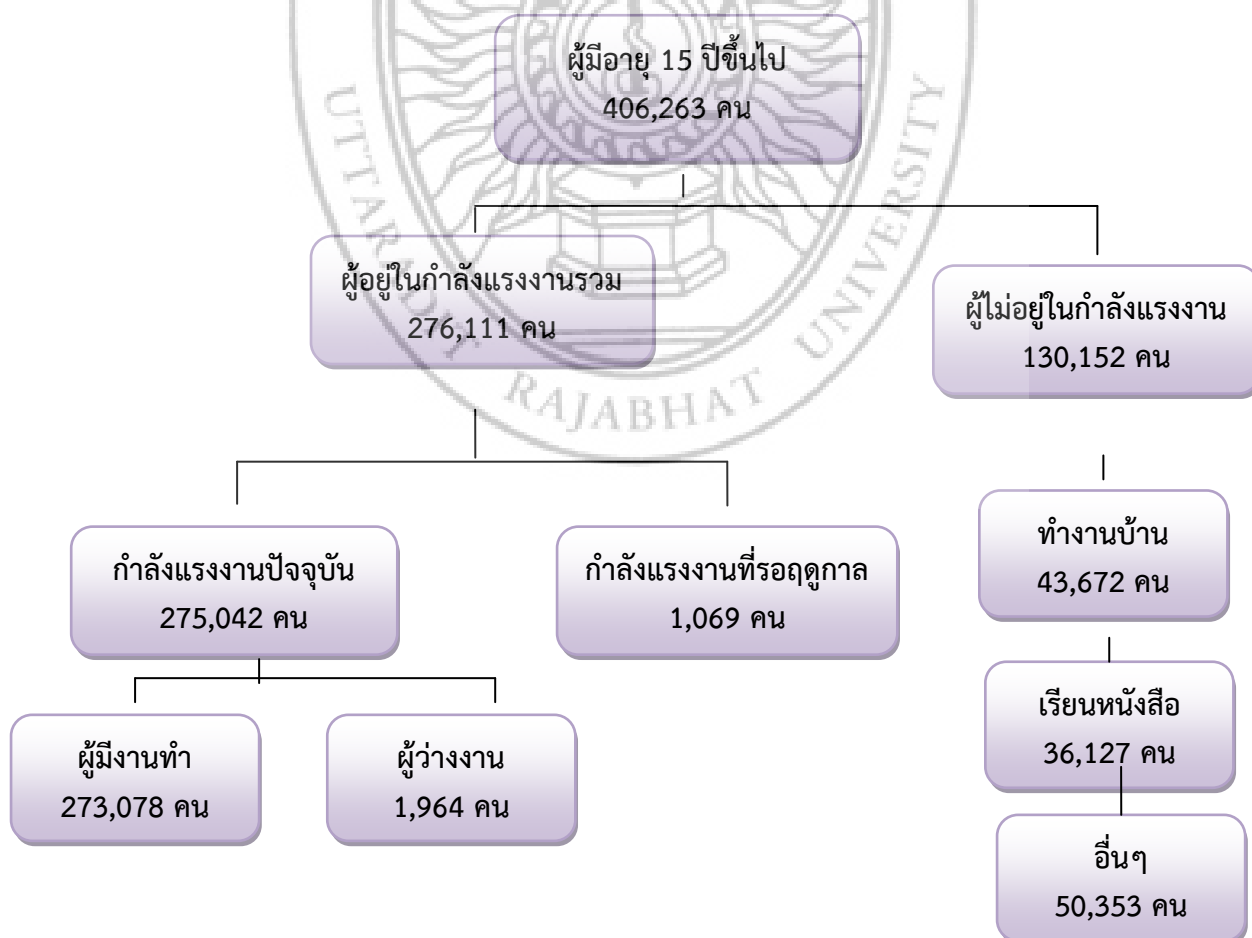 ผู้มีอายุ 15 ปีขึ้นไป
406,263 คน
ผู้อยู่ในกำลังแรงงานรวม
276,111 คน
ผู้ไม่อยู่ในกำลังแรงงาน
130,152 คน
กำลังแรงงานปัจจุบัน
275,042 คน
กำลังแรงงานที่รอฤดูกาล
1,069 คน
ทำงานบ้าน
43,672 คน
ผู้มีงานทำ
273,078 คน
ผู้ว่างงาน
1,964 คน
เรียนหนังสือ
36,127 คน
อื่นๆ
50,353 คน
UTTARADIT RAJABHAT UNIVERSITY